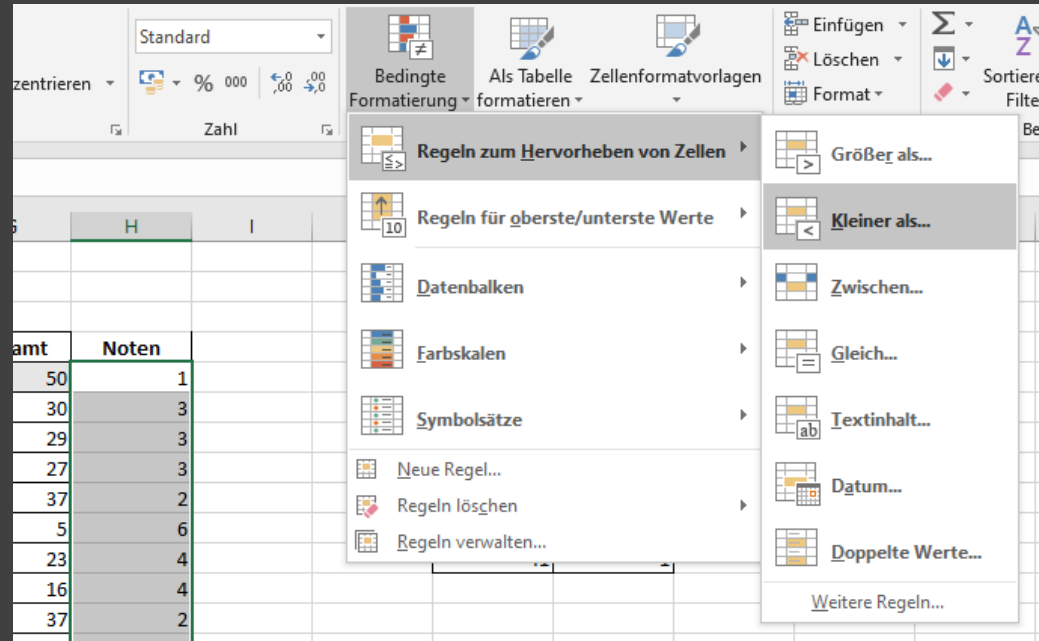 Standard
zentrieren
% 000
,00
Zahl
Bedingte
Formatierung
Als Tabelle
formatieren
Zellenformatvorlagen
Einfügen
Löschen
Format
Σ
A
Z
Sortiere
Filte
Be
Regeln zum Hervorheben von Zellen
Regeln für oberste/unterste Werte
10
Datenbalken
Farbskalen
Symbolsätze
Neue Regel...
Regeln löschen
Regeln verwalten...
Größer als...
Kleiner als...
Zwischen...
Gleich...
Textinhalt...
ab
Datum...
Doppelte Werte...
Weitere Regeln...
H I
amt Noten
50 1
30 3
29 3
27 3
37 2
5 6
23 4
16 4
37 2